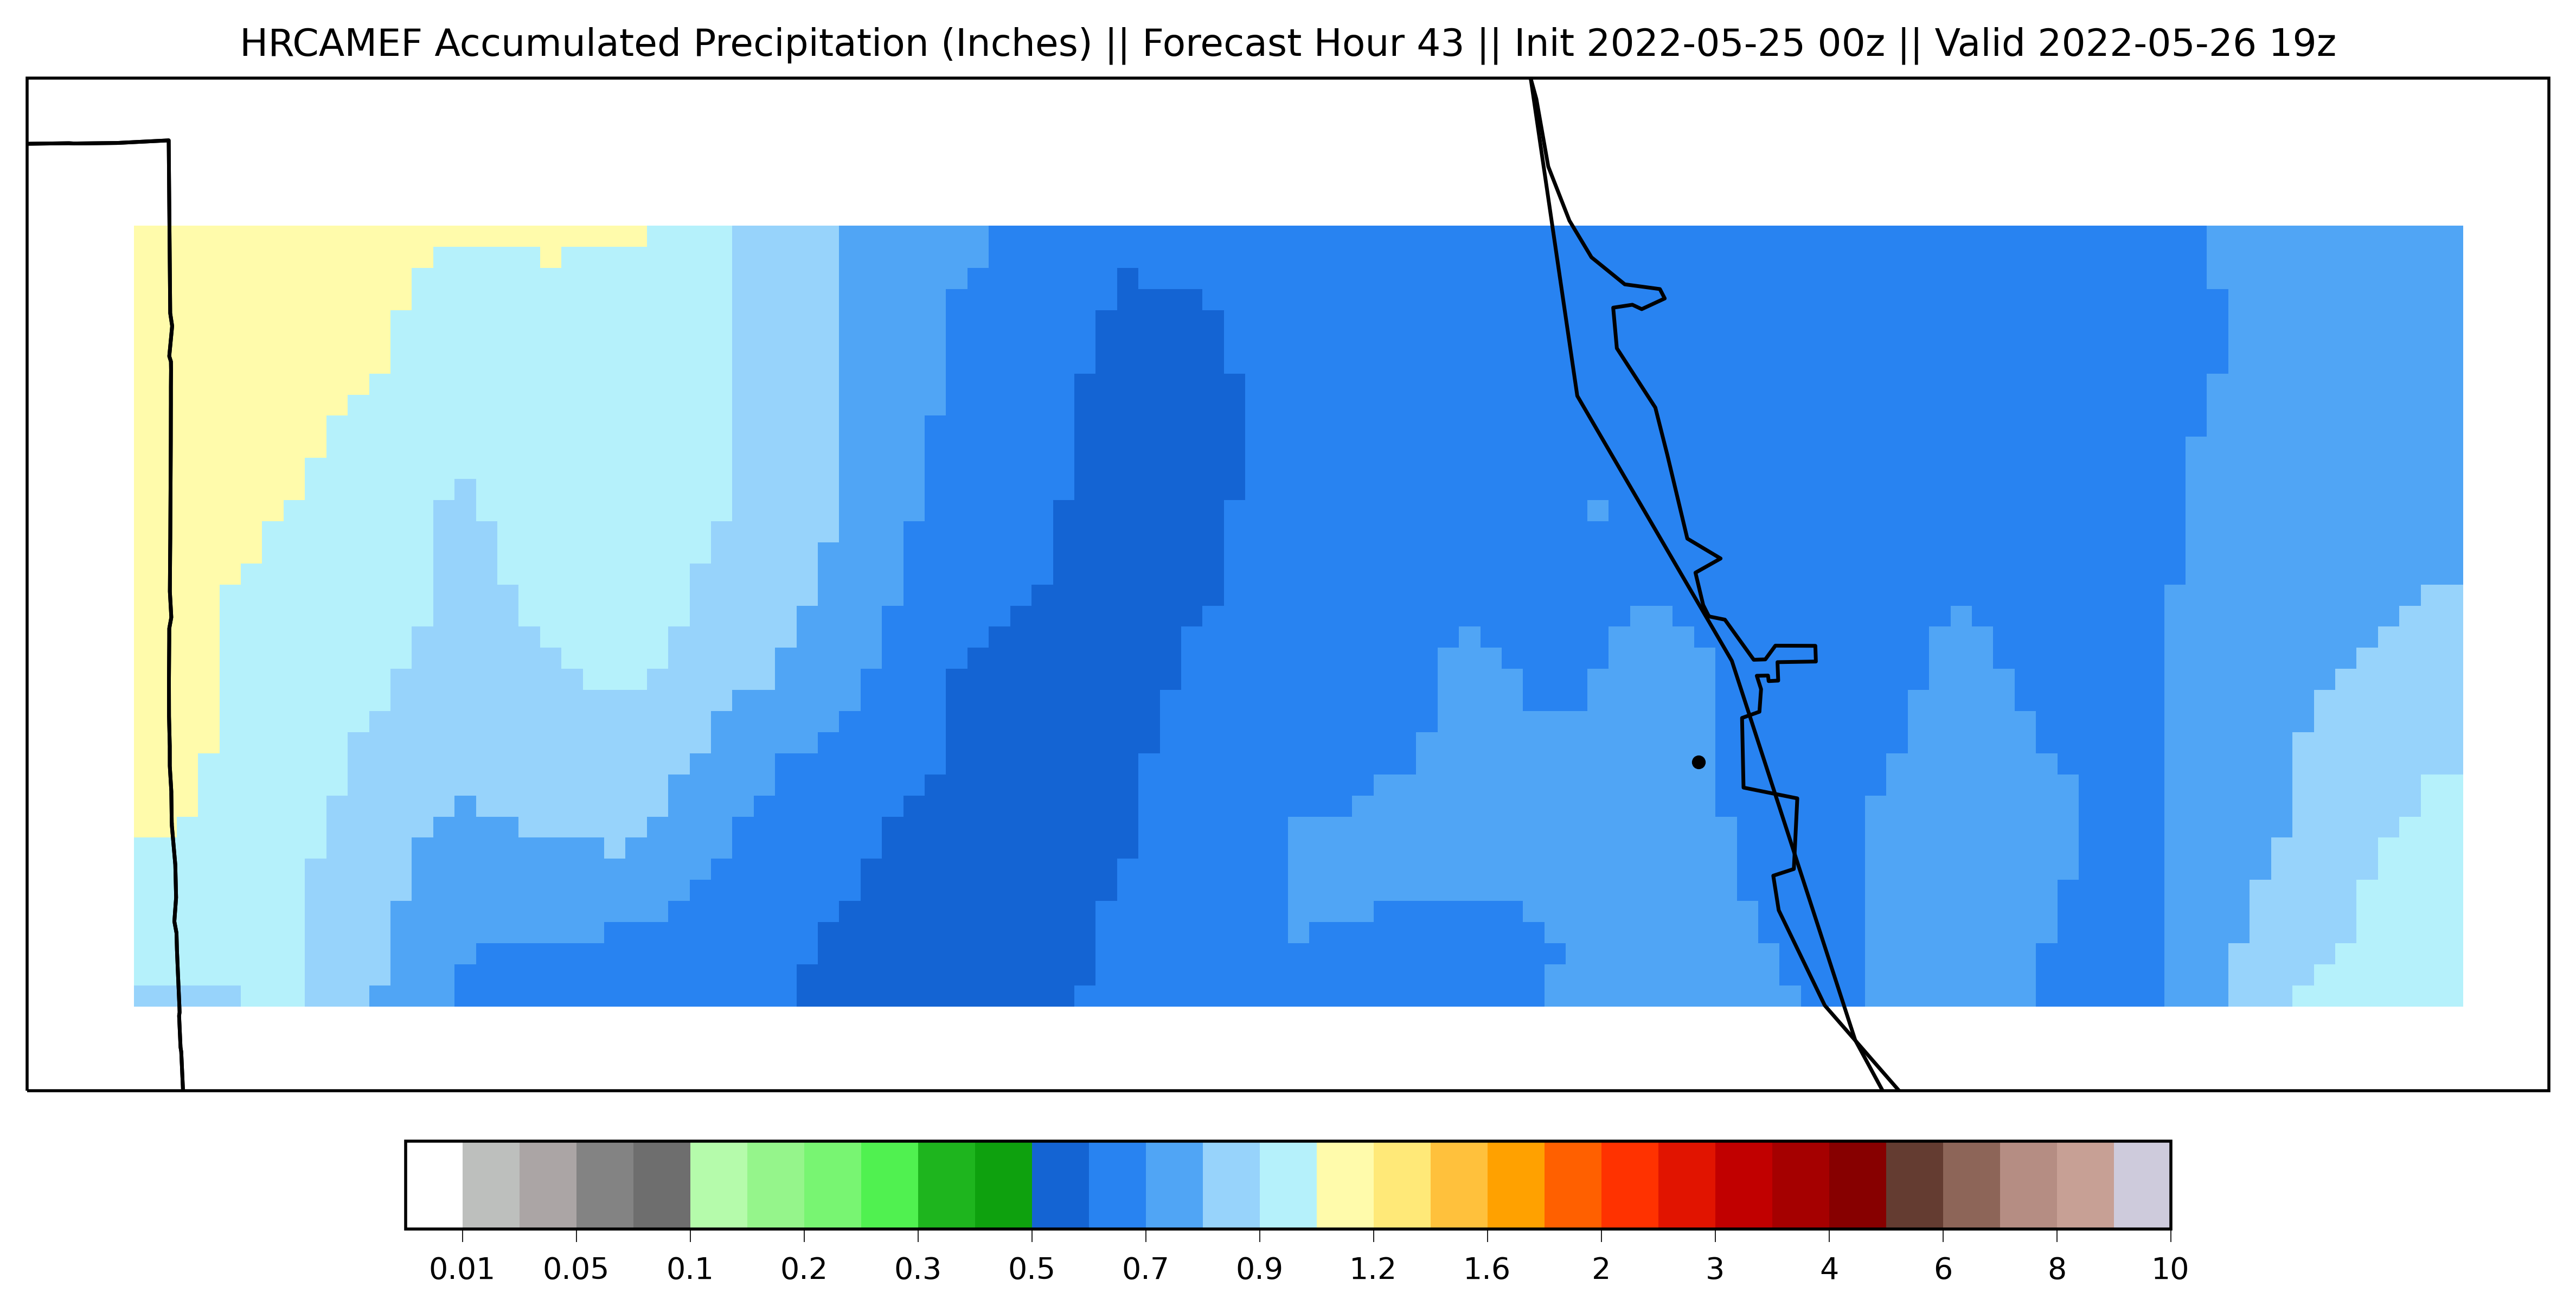 HRCAMEF Accumulated Precipitation (Inches) || Forecast Hour 43 || Init 2022-05-25 00z || Valid 2022-05-26 19z
0.01 0.05 0.1 0.2 0.3 0.5 0.7 0.9 1.2 1.6 2 3 4 6 8 10